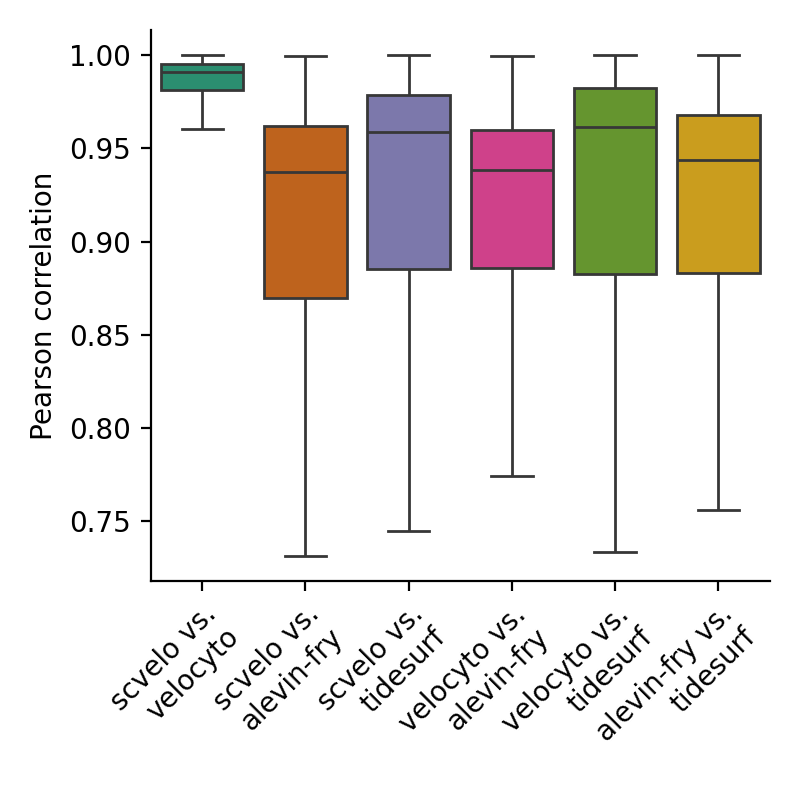 Pearson correlation
1.00
0.95
0.90
0.85
0.80
0.75
scvelo vs.
velocyto
scvelo vs.
alevin-fry
scvelo vs.
tidesurf
velocyto vs.
alevin-fry
velocyto vs.
tidesurf
alevin-fry vs.
tidesurf